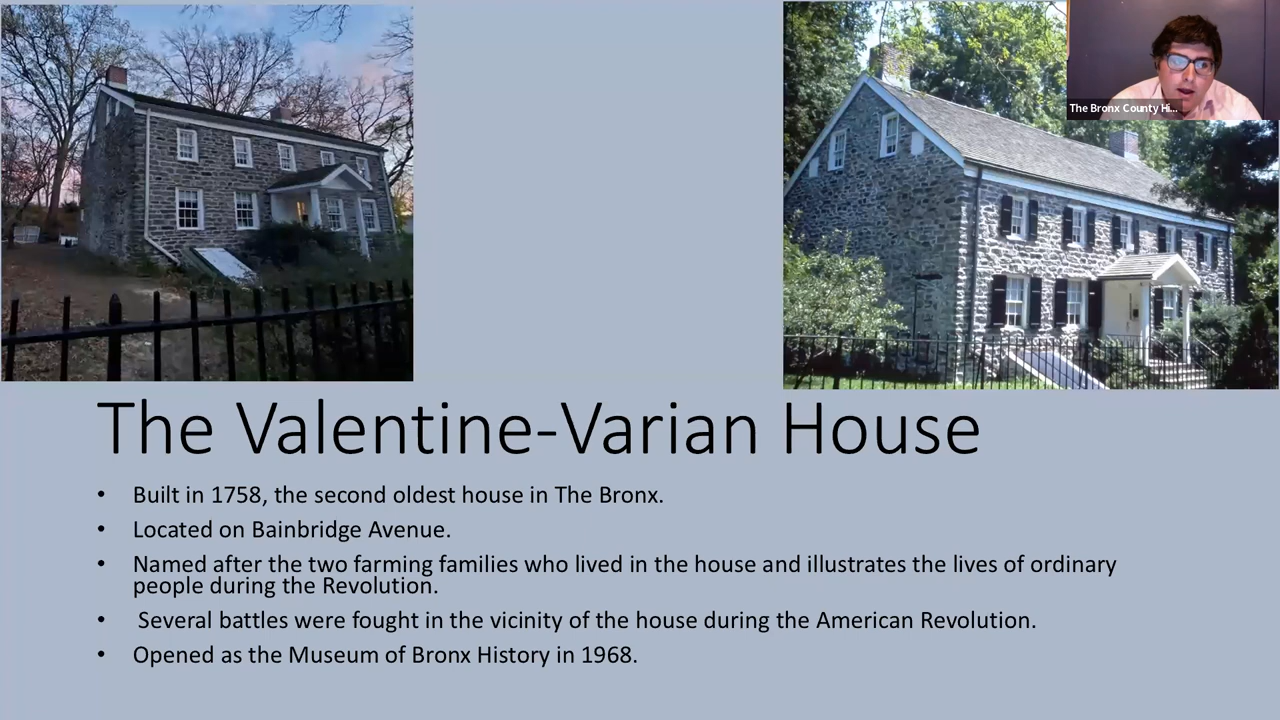 The Bronx County Hi...
The Valentine-Varian House
• Built in 1758, the second oldest house in The Bronx.
• Located on Bainbridge Avenue.
• Named after the two farming families who lived in the house and illustrates the lives of ordinary
people during the Revolution.
• Several battles were fought in the vicinity of the house during the American Revolution.
• Opened as the Museum of Bronx History in 1968.